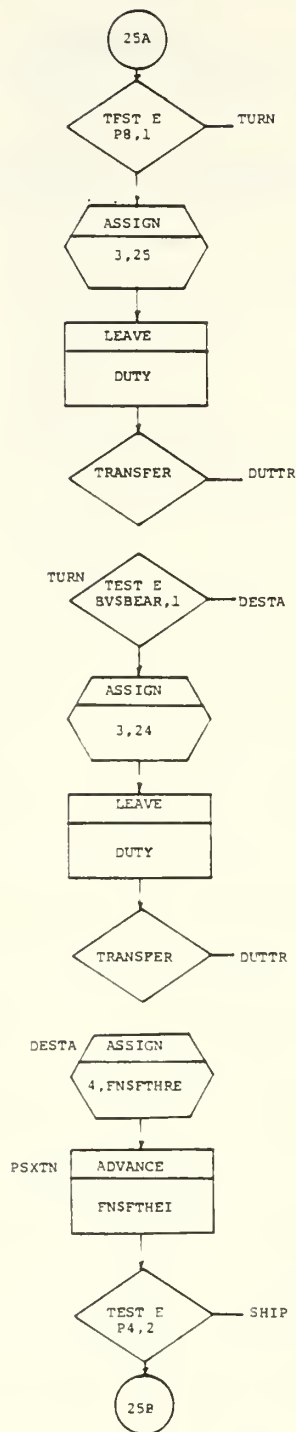 25A
TEST E TURN
P8,1
ASSIGN
3,25
LEAVE
DUTY
TRANSFER DUTTR
TURN TEST E
BVSBEAR,1 DESTA
ASSIGN
3,24
LEAVE
DUTY
TRANSFER DUTTR
DESTA ASSIGN
4,FNSFTHRE
PSXTN ADVANCE
FNSFTHEI
TEST E SHIP
P4,2
25B